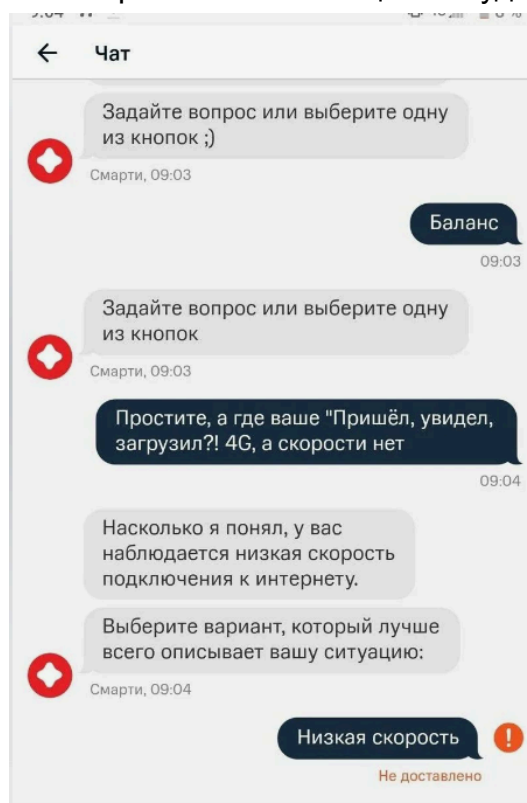 Чат
Задайте вопрос или выберите одну
из кнопок ;)
Смарти, 09:03
Баланс
09:03
Задайте вопрос или выберите одну
из кнопок
Смарти, 09:03
Простите, а где ваше "Пришёл, увидел,
загрузил?! 4G, а скорости нет
09:04
Насколько я понял, у вас
наблюдается низкая скорость
подключения к интернету.
Выберите вариант, который лучше
всего описывает вашу ситуацию:
Смарти, 09:04
Низкая скорость
Не доставлено